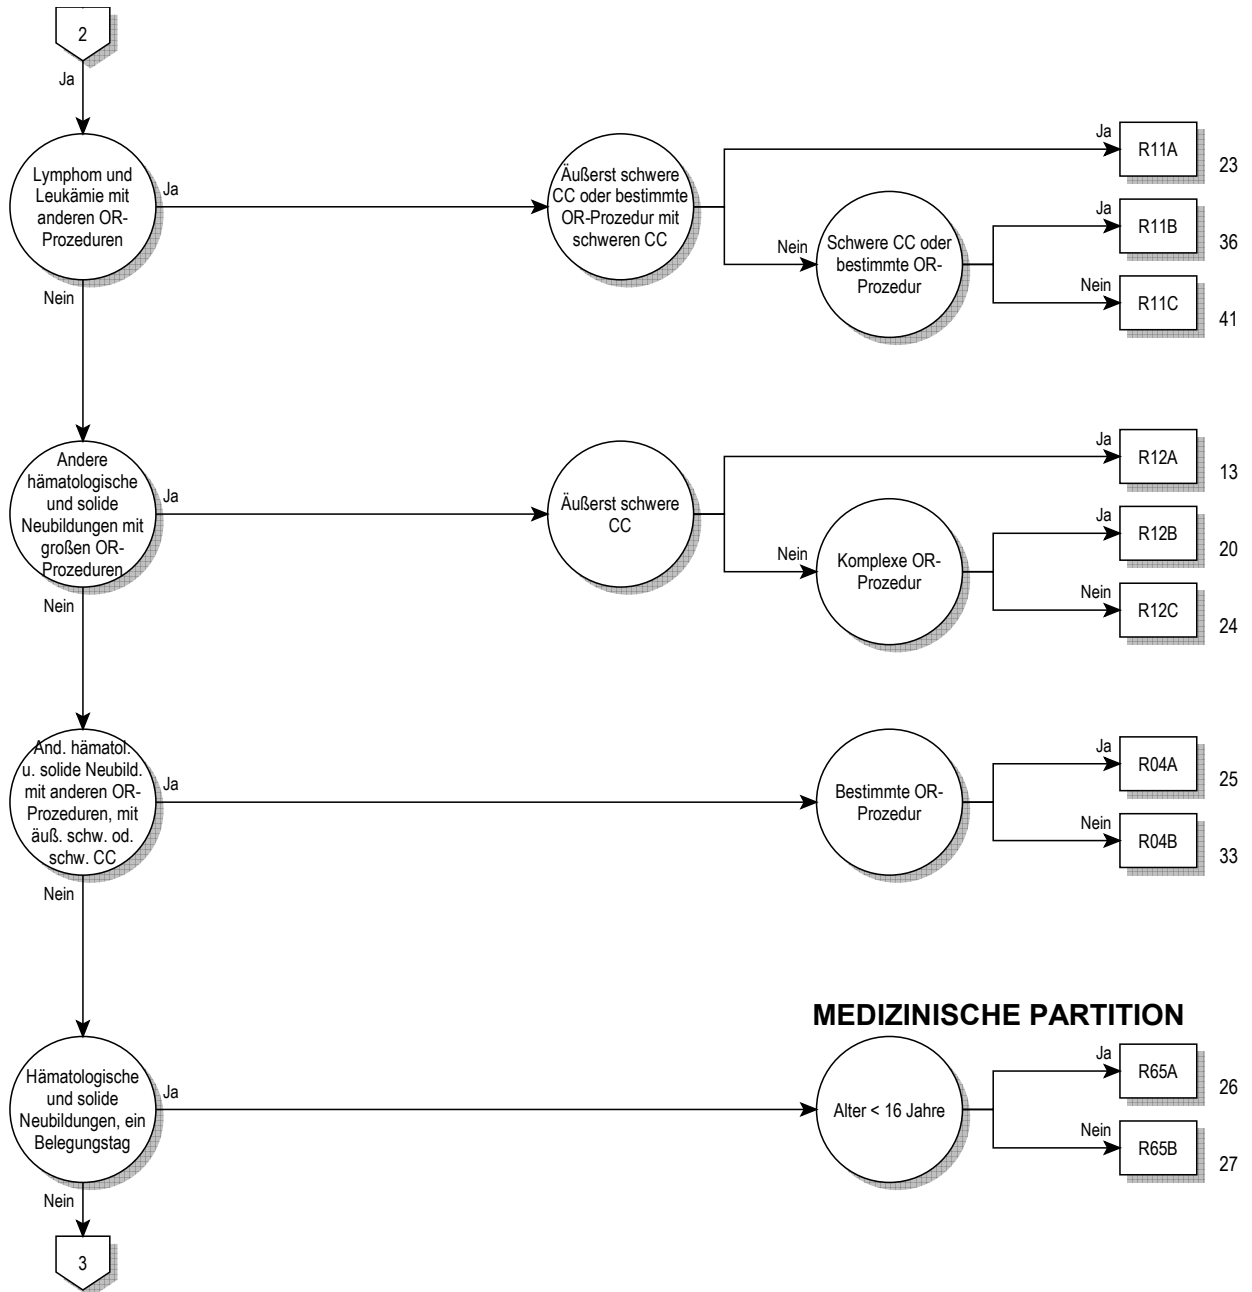 2
Ja
Lymphom und
Leukämie mit
anderen OR-
Prozeduren
Ja
Äußerst schwere
CC oder bestimmte
OR-Prozedur mit
schweren CC
Ja
R11A
23
Nein
Schwere CC oder
bestimmte OR-
Prozedur
Ja
R11B
36
Nein
R11C
41
Nein
Andere
hämatologische
und solide
Neubildungen mit
großen OR-
Prozeduren
Ja
Äußerst schwere
CC
Ja
R12A
13
Nein
Komplexe OR-
Prozedur
Ja
R12B
20
Nein
R12C
24
Nein
And. hämatol.
u. solide Neubild.
mit anderen OR-
Prozeduren, mit
äuß. schw. od.
schw. CC
Ja
Bestimmte OR-
Prozedur
Ja
R04A
25
Nein
R04B
33
Nein
MEDIZINISCHE PARTITION
Hämatologische
und solide
Neubildungen, ein
Belegungstag
Ja
Alter < 16 Jahre
Ja
R65A
26
Nein
R65B
27
Nein
3